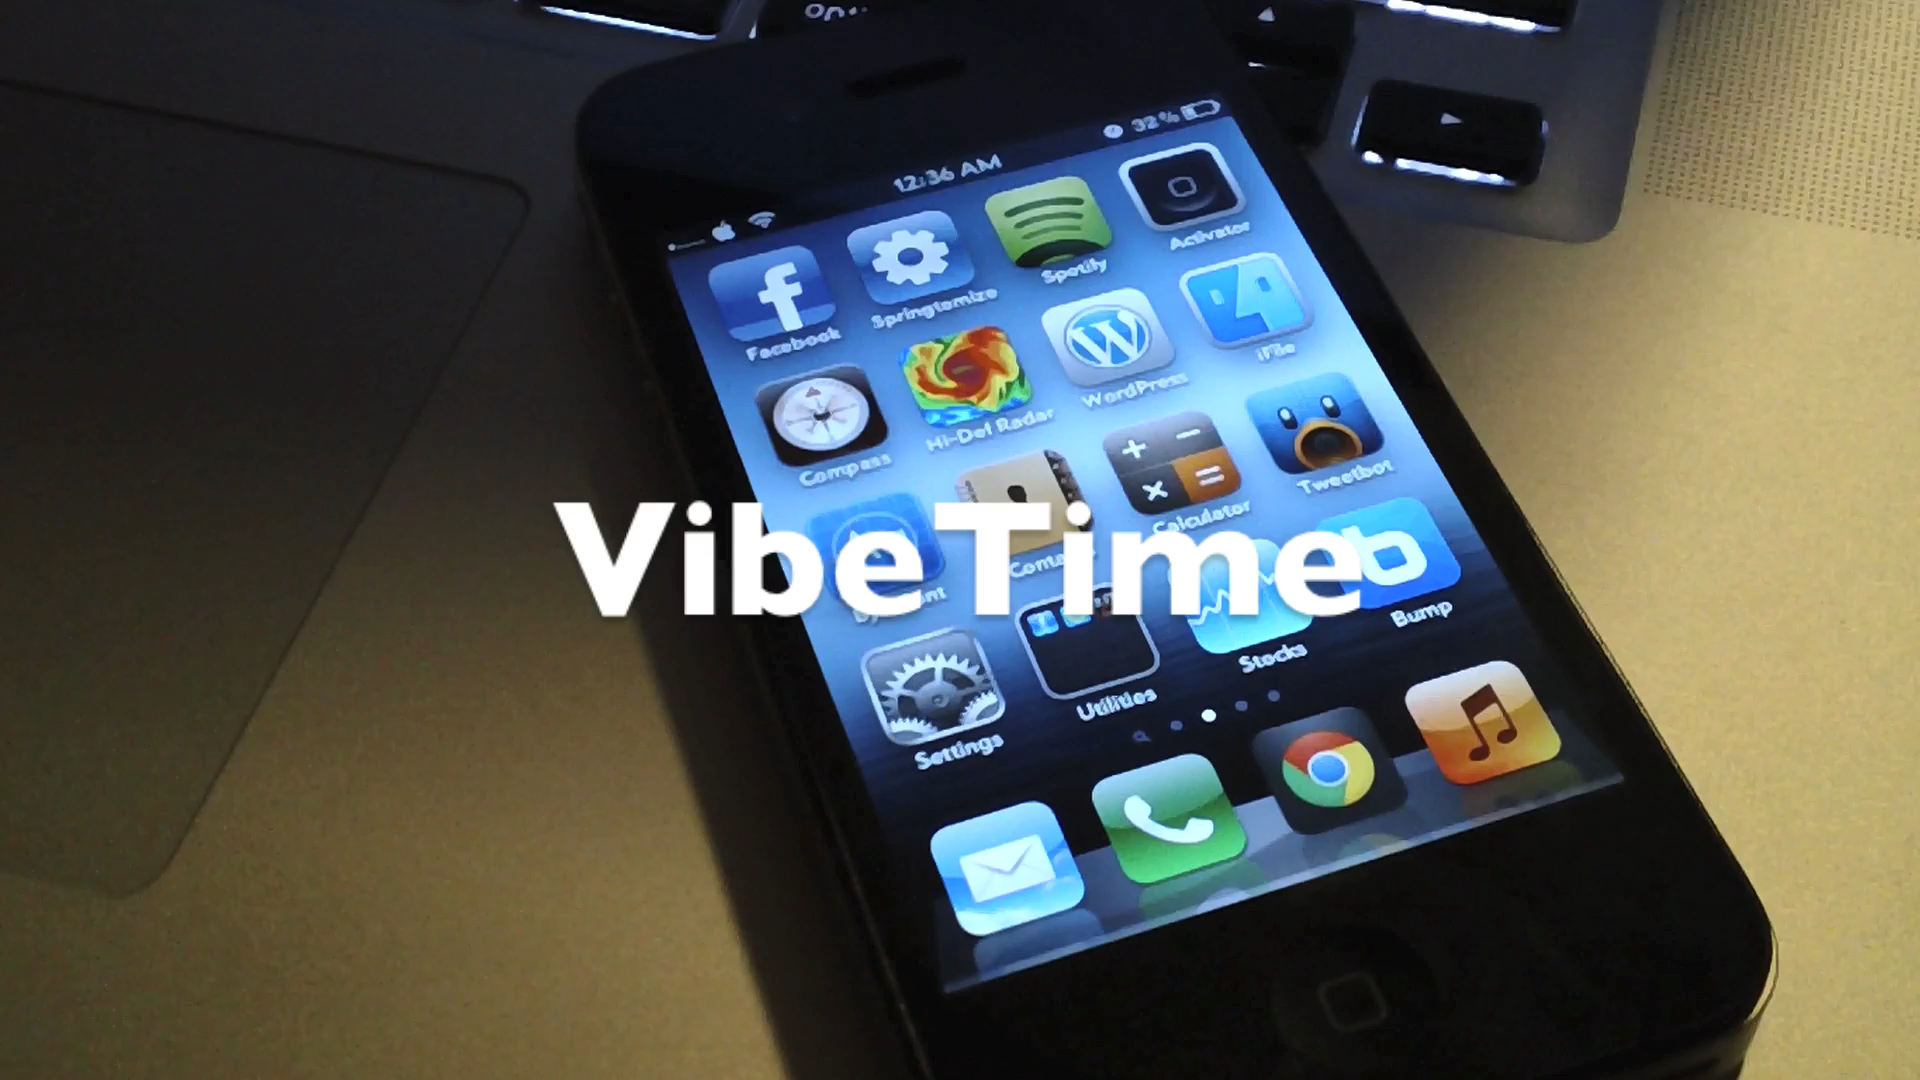 32%
12:36 AM
Facebook
Springtomize
Spotify
Activator
Compass
Hi-Def Radar
WordPress
iFile
Calculator
Tweetbot
VibeTime
Settings
Utilities
Stocks
Bump